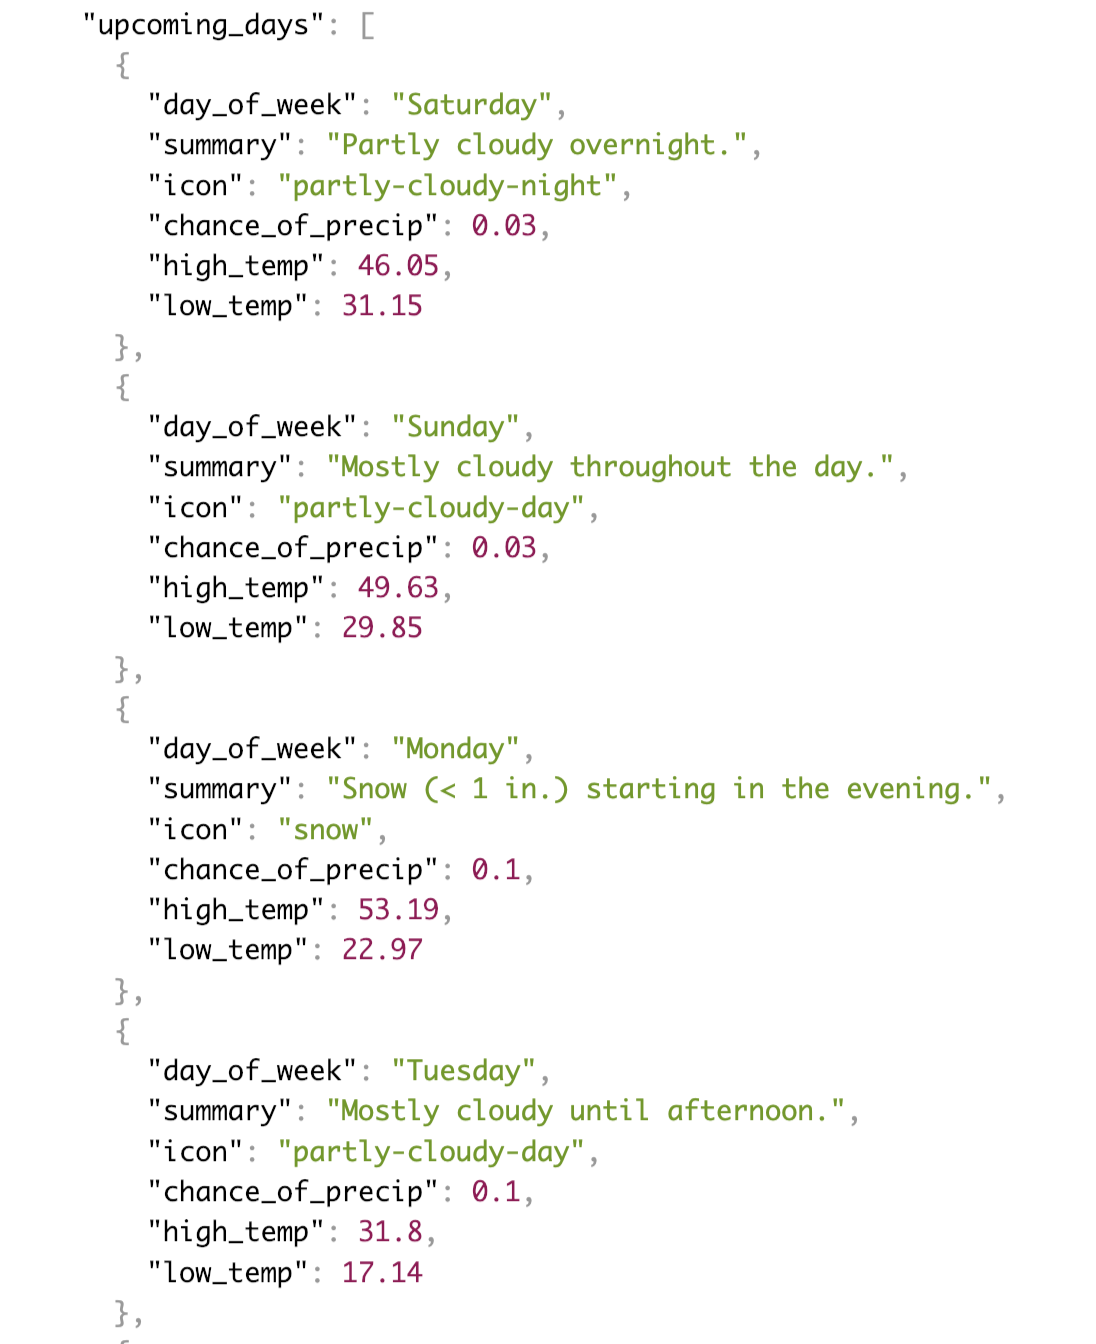 "upcoming_days": [
{
"day_of_week": "Saturday",
"summary": "Partly cloudy overnight.",
"icon": "partly-cloudy-night",
"chance_of_precip": 0.03,
"high_temp": 46.05,
"low_temp": 31.15
},
{
"day_of_week": "Sunday",
"summary": "Mostly cloudy throughout the day.",
"icon": "partly-cloudy-day",
"chance_of_precip": 0.03,
"high_temp": 49.63,
"low_temp": 29.85
},
{
"day_of_week": "Monday",
"summary": "Snow (< 1 in.) starting in the evening.",
"icon": "snow",
"chance_of_precip": 0.1,
"high_temp": 53.19,
"low_temp": 22.97
},
{
"day_of_week": "Tuesday",
"summary": "Mostly cloudy until afternoon.",
"icon": "partly-cloudy-day",
"chance_of_precip": 0.1,
"high_temp": 31.8,
"low_temp": 17.14
},